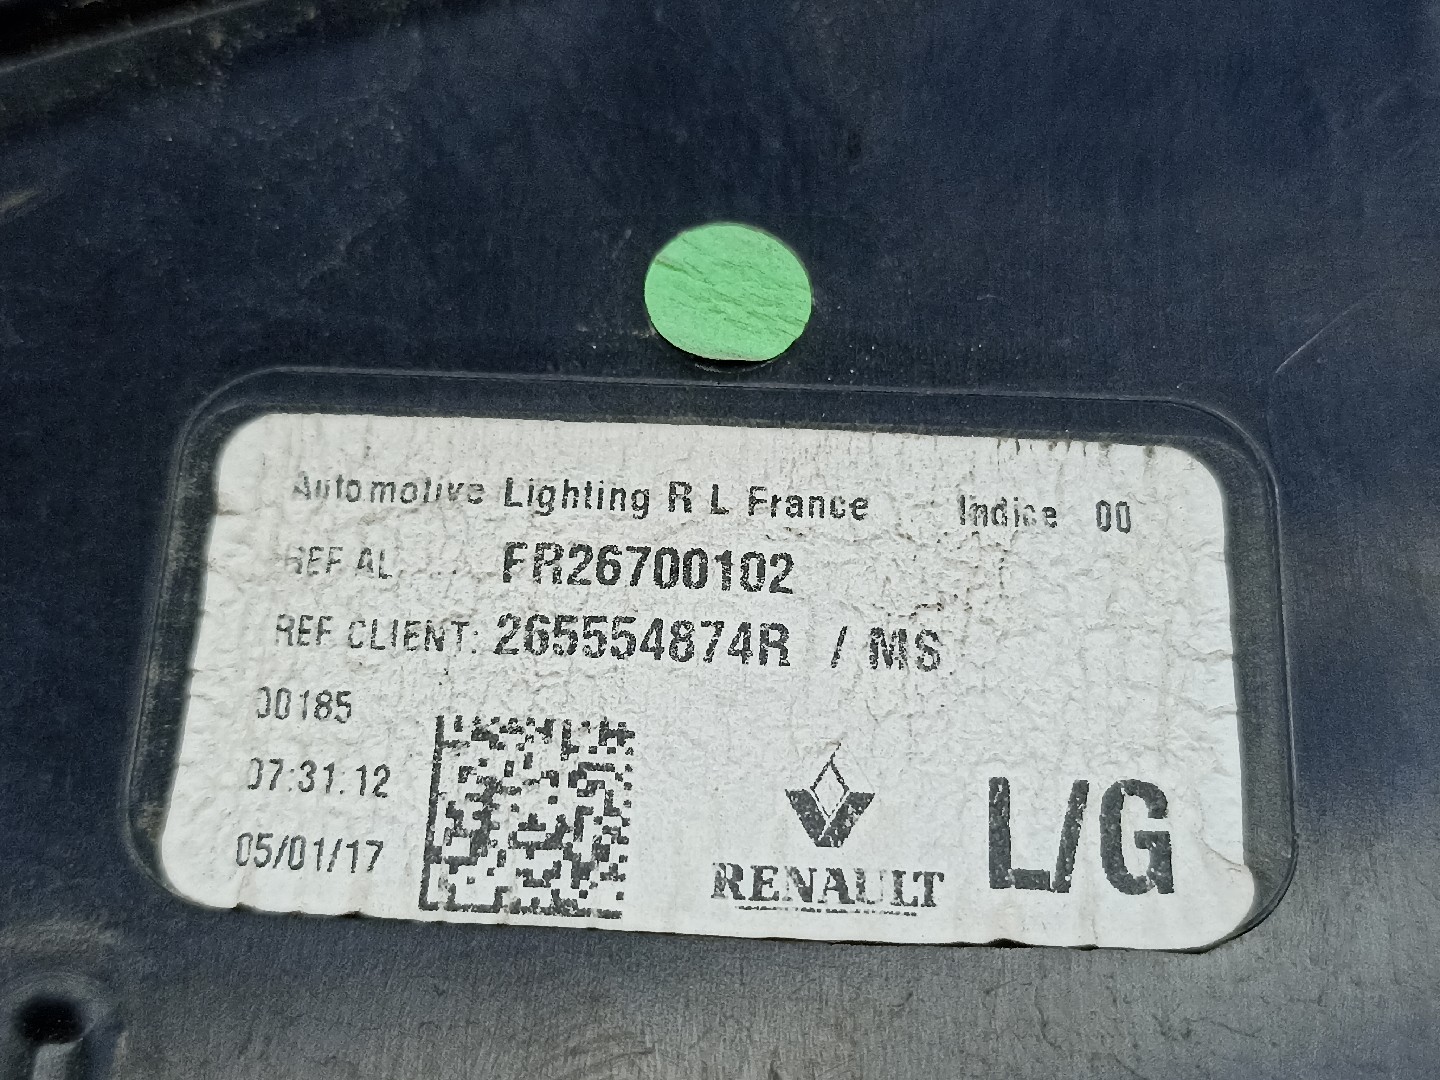 Automotive Lighting R L France Indice 00
REF AL FR26700102
REF CLIENT: 265554874R / MS
00185
07:31:12
05/01/17
RENAULT
L/G